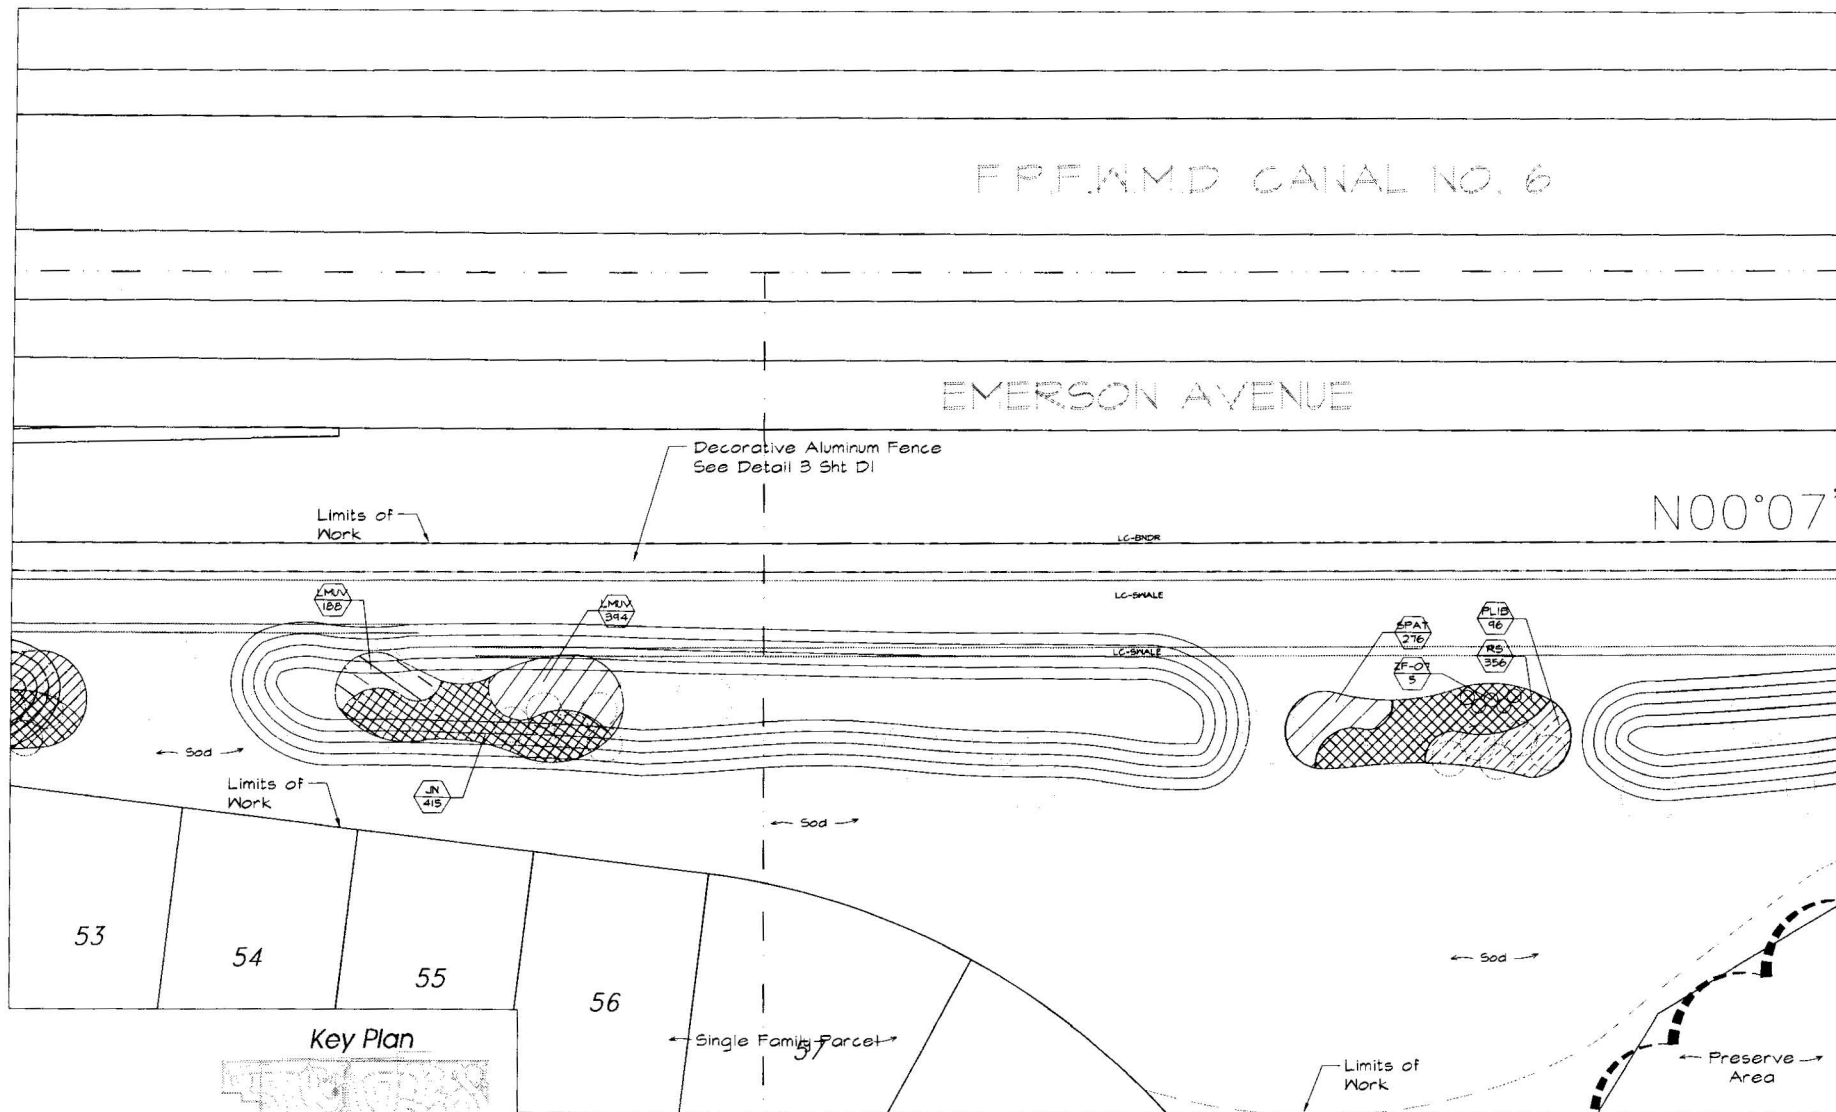 F.P.F.W.M.D CANAL NO. 6
EMERSON AVENUE
Decorative Aluminum Fence
See Detail 3 Sht D1
N00°07'
Limits of
Work
LC-BNDR
LC-SWALE
LMUV
188
LMUV
394
SPAT
276
PLIB
96
LC-SWALE
RS
356
ZF-03
5
← Sod →
JN
415
Limits of
Work
← Sod →
53
54
55
56
57
← Sod →
← Single Family Parcel →
Key Plan
Limits of
Work
← Preserve →
Area